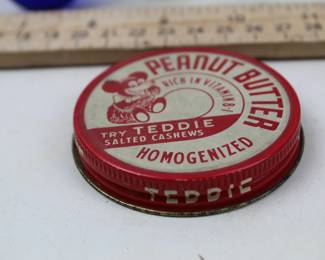 PEANUT BUTTER
RICH IN VITAMIN B1
TRY TEDDIE
SALTED CASHEWS
HOMOGENIZED
TEDDIE